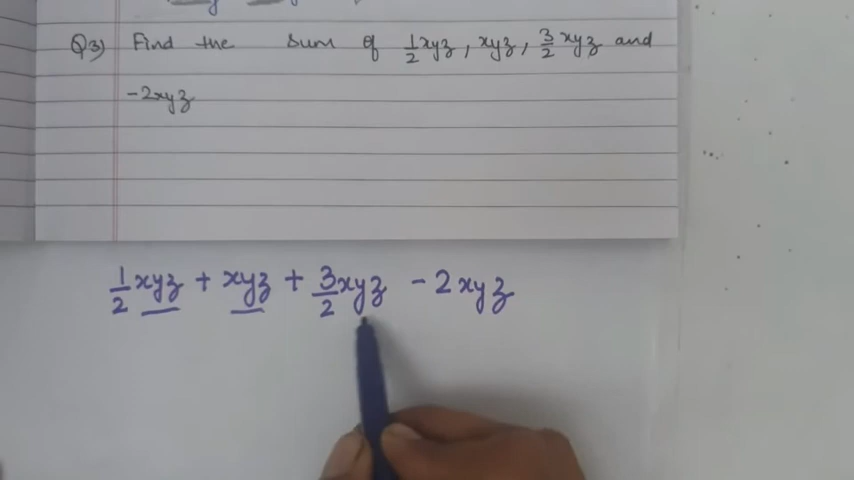 Q3) Find the sum of 1/2 xyz, xyz, 3/2 xyz and
-2xyz
1/2 xyz + xyz + 3/2 xyz - 2xyz